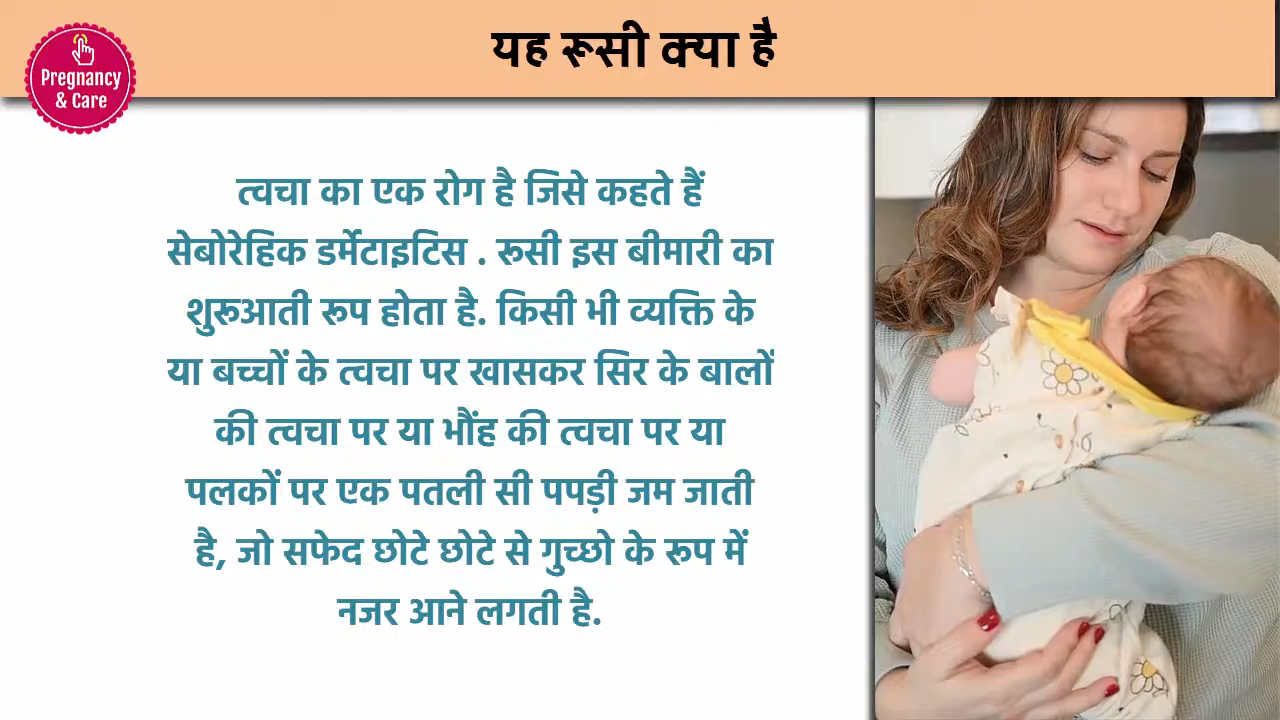 यह रूसी क्या है
Pregnancy
& Care
त्वचा का एक रोग है जिसे कहते हैं
सेबोरेहिक डर्मेटाइटिस . रूसी इस बीमारी का
शुरूआती रूप होता है. किसी भी व्यक्ति के
या बच्चों के त्वचा पर खासकर सिर के बालों
की त्वचा पर या भौंह की त्वचा पर या
पलकों पर एक पतली सी पपड़ी जम जाती
है, जो सफेद छोटे छोटे से गुच्छो के रूप में
नजर आने लगती है.